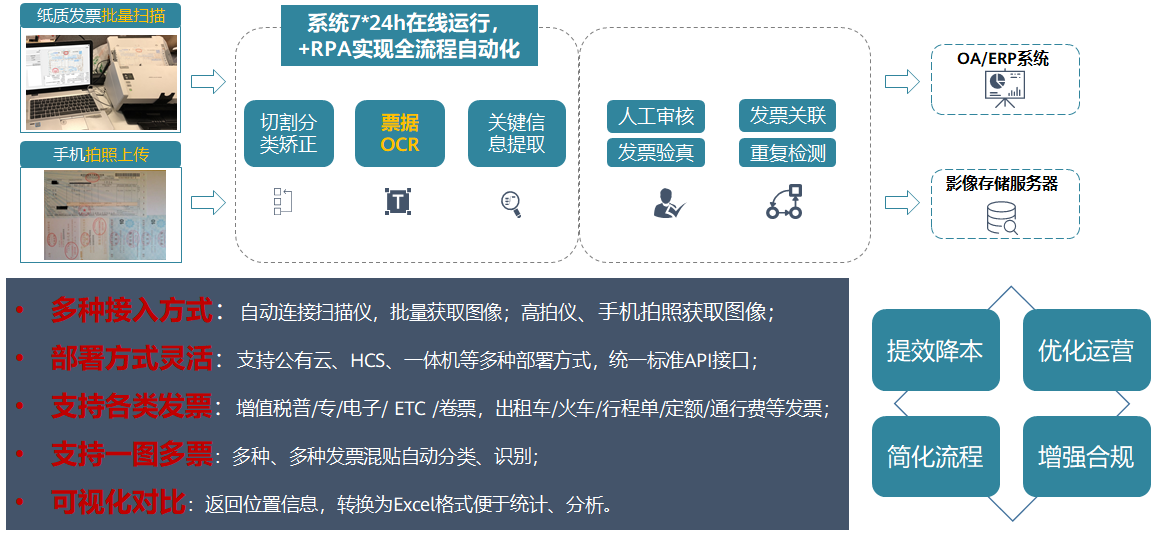 纸质发票批量扫描
手机拍照上传
系统7*24h在线运行，
+RPA实现全流程自动化
切割分
类矫正
票据
OCR
关键信
息提取
人工审核
发票验真
发票关联
重复检测
OA/ERP系统
影像存储服务器
• 多种接入方式：自动连接扫描仪，批量获取图像；高拍仪、手机拍照获取图像；
• 部署方式灵活：支持公有云、HCS、一体机等多种部署方式，统一标准API接口；
• 支持各类发票：增值税普/专/电子/ ETC /卷票，出租车/火车/行程单/定额/通行费等发票；
• 支持一图多票：多种、多种发票混贴自动分类、识别；
• 可视化对比：返回位置信息，转换为Excel格式便于统计、分析。
提效降本
优化运营
简化流程
增强合规